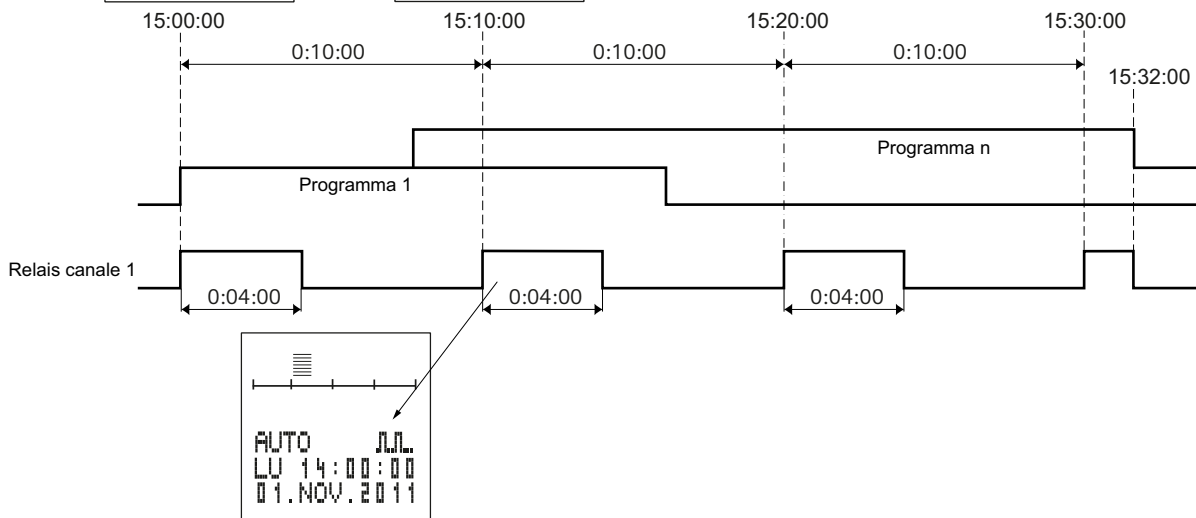 15:00:00 15:10:00 15:20:00 15:30:00
0:10:00 0:10:00 0:10:00
15:32:00
Programma n
Programma 1
Relais canale 1
0:04:00 0:04:00 0:04:00
AUTO
LU 14:00:00
01.NOV.2011